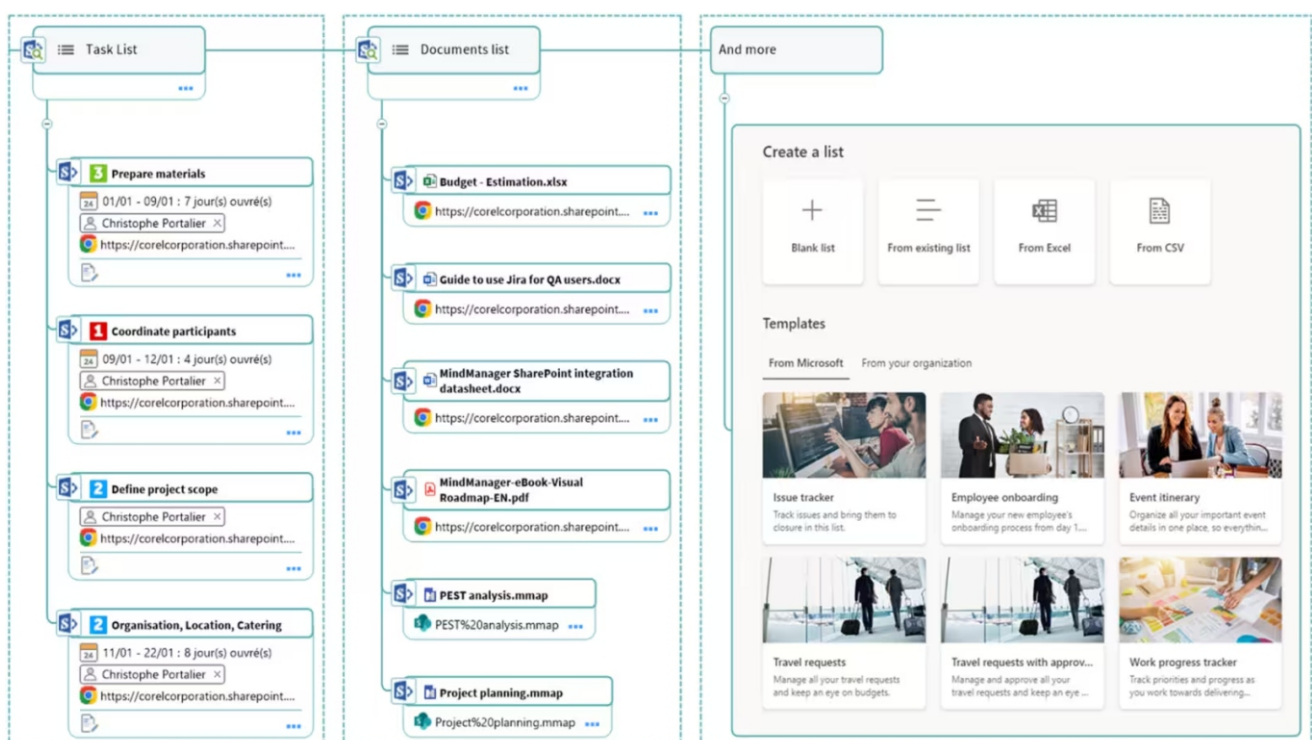 Task List
3 Prepare materials
24 01/01 - 09/01 : 7 jour(s) ouvré(s)
Christophe Portalier ×
https://corelcorporation.sharepoint....
1 Coordinate participants
24 09/01 - 12/01 : 4 jour(s) ouvré(s)
Christophe Portalier ×
https://corelcorporation.sharepoint....
2 Define project scope
Christophe Portalier ×
https://corelcorporation.sharepoint....
2 Organisation, Location, Catering
24 11/01 - 22/01 : 8 jour(s) ouvré(s)
Christophe Portalier ×
https://corelcorporation.sharepoint....
Documents list
Budget - Estimation.xlsx
https://corelcorporation.sharepoint....
Guide to use Jira for QA users.docx
https://corelcorporation.sharepoint....
MindManager SharePoint integration
datasheet.docx
https://corelcorporation.sharepoint....
MindManager-eBook-Visual
Roadmap-EN.pdf
https://corelcorporation.sharepoint....
PEST analysis.mmap
PEST%20analysis.mmap
Project planning.mmap
Project%20planning.mmap
And more
Create a list
Blank list
From existing list
From Excel
From CSV
Templates
From Microsoft
From your organization
Issue tracker
Track issues and bring them to
closure in this list.
Employee onboarding
Manage your new employee's
onboarding process from day 1...
Event itinerary
Organize all your important event
details in one place, so everythin...
Travel requests
Manage all your travel requests
and keep an eye on budgets.
Travel requests with approv...
Manage and approve all your
travel requests and keep an eye ...
Work progress tracker
Track priorities and progress as
you work towards delivering...